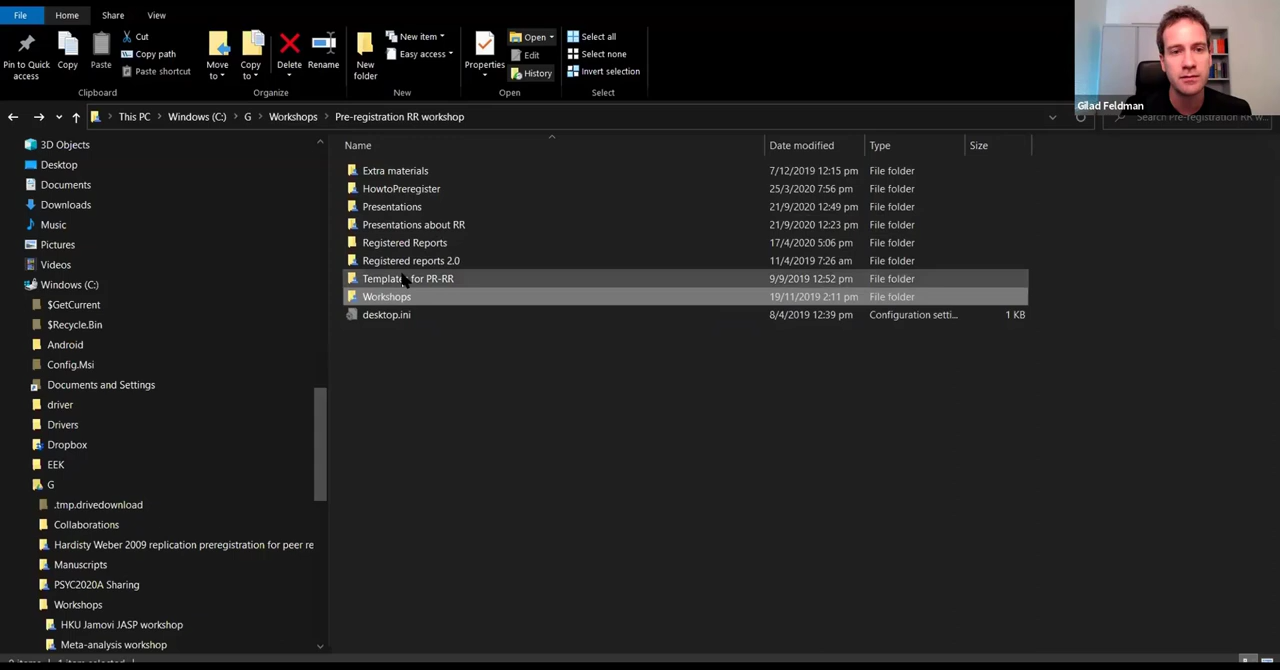 File Home Share View
Pin to Quick access
Copy
Paste
Cut
Copy path
Paste shortcut
Clipboard
Move to
Copy to
Delete
Rename
Organize
New folder
New item
Easy access
New
Properties
Open
Edit
History
Open
Select all
Select none
Invert selection
Select
Gilad Feldman
This PC Windows (C:) G Workshops Pre-registration RR workshop
Search Pre-registration RR w...
3D Objects
Desktop
Documents
Downloads
Music
Pictures
Videos
Windows (C:)
$GetCurrent
$Recycle.Bin
Android
Config.Msi
Documents and Settings
driver
Drivers
Dropbox
EEK
G
.tmp.drivedownload
Collaborations
Hardisty Weber 2009 replication preregistration for peer re
Manuscripts
PSYC2020A Sharing
Workshops
HKU Jamovi JASP workshop
Meta-analysis workshop
Name Date modified Type Size
Extra materials 7/12/2019 12:15 pm File folder
HowtoPreregister 25/3/2020 7:56 pm File folder
Presentations 21/9/2020 12:49 pm File folder
Presentations about RR 21/9/2020 12:23 pm File folder
Registered Reports 17/4/2020 5:06 pm File folder
Registered reports 2.0 11/4/2019 7:26 am File folder
Templates for PR-RR 9/9/2019 12:52 pm File folder
Workshops 19/11/2019 2:11 pm File folder
desktop.ini 8/4/2019 12:39 pm Configuration setti... 1 KB